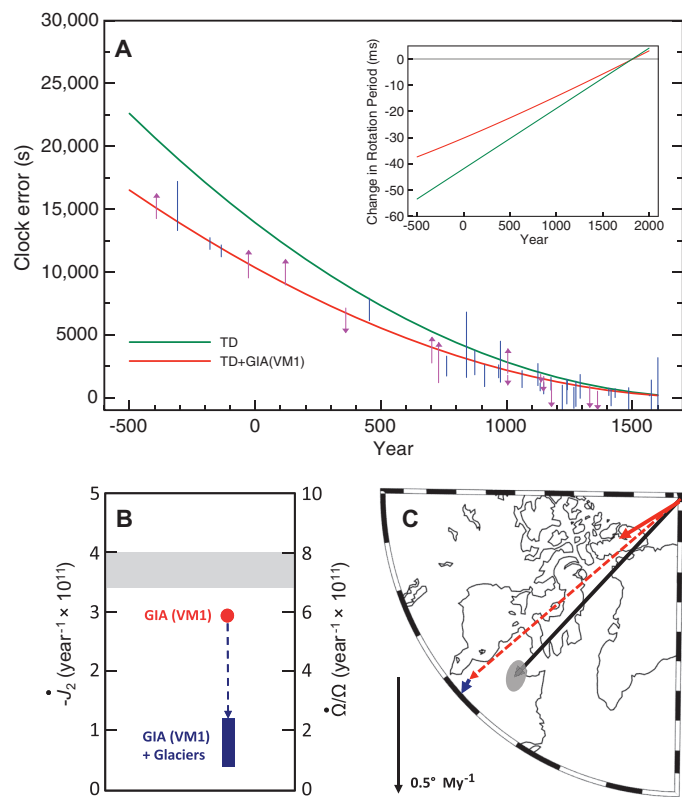 A
30,000
25,000
20,000
15,000
10,000
5000
0
Clock error (s)
-500
0
500
1000
1500
Year
TD
TD+GIA(VM1)
0
-10
-20
-30
-40
-50
-60
Change in Rotation Period (ms)
-500
0
500
1000
1500
2000
Year
B
5
4
3
2
1
0
-J̇₂ (year⁻¹ × 10¹¹)
10
8
6
4
2
0
Ω̇/Ω (year⁻¹ × 10¹¹)
GIA (VM1)
GIA (VM1)
+ Glaciers
C
0.5° My⁻¹